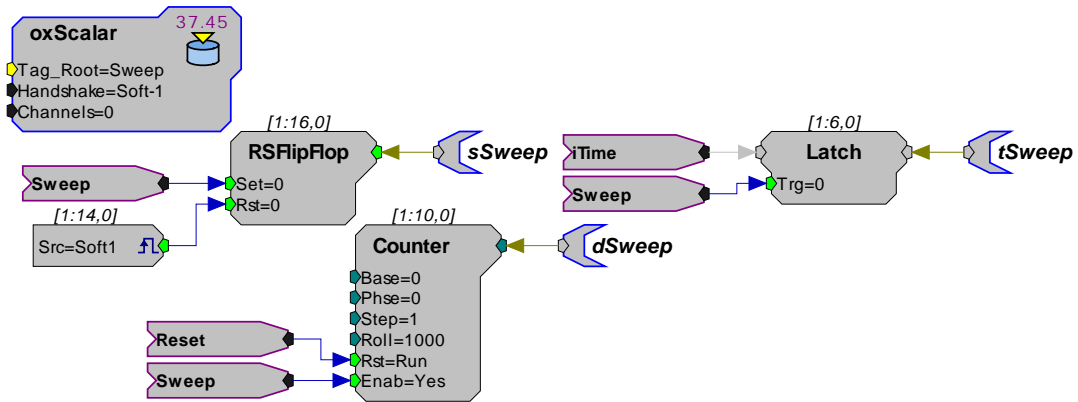 oxScalar
37.45
Tag_Root=Sweep
Handshake=Soft-1
Channels=0
[1:16,0]
RSFlipFlop
sSweep
Sweep
Set=0
Rst=0
[1:14,0]
Src=Soft1
[1:6,0]
iTime
Latch
tSweep
Sweep
Trg=0
[1:10,0]
Counter
dSweep
Base=0
Phse=0
Step=1
Roll=1000
Reset
Rst=Run
Sweep
Enab=Yes